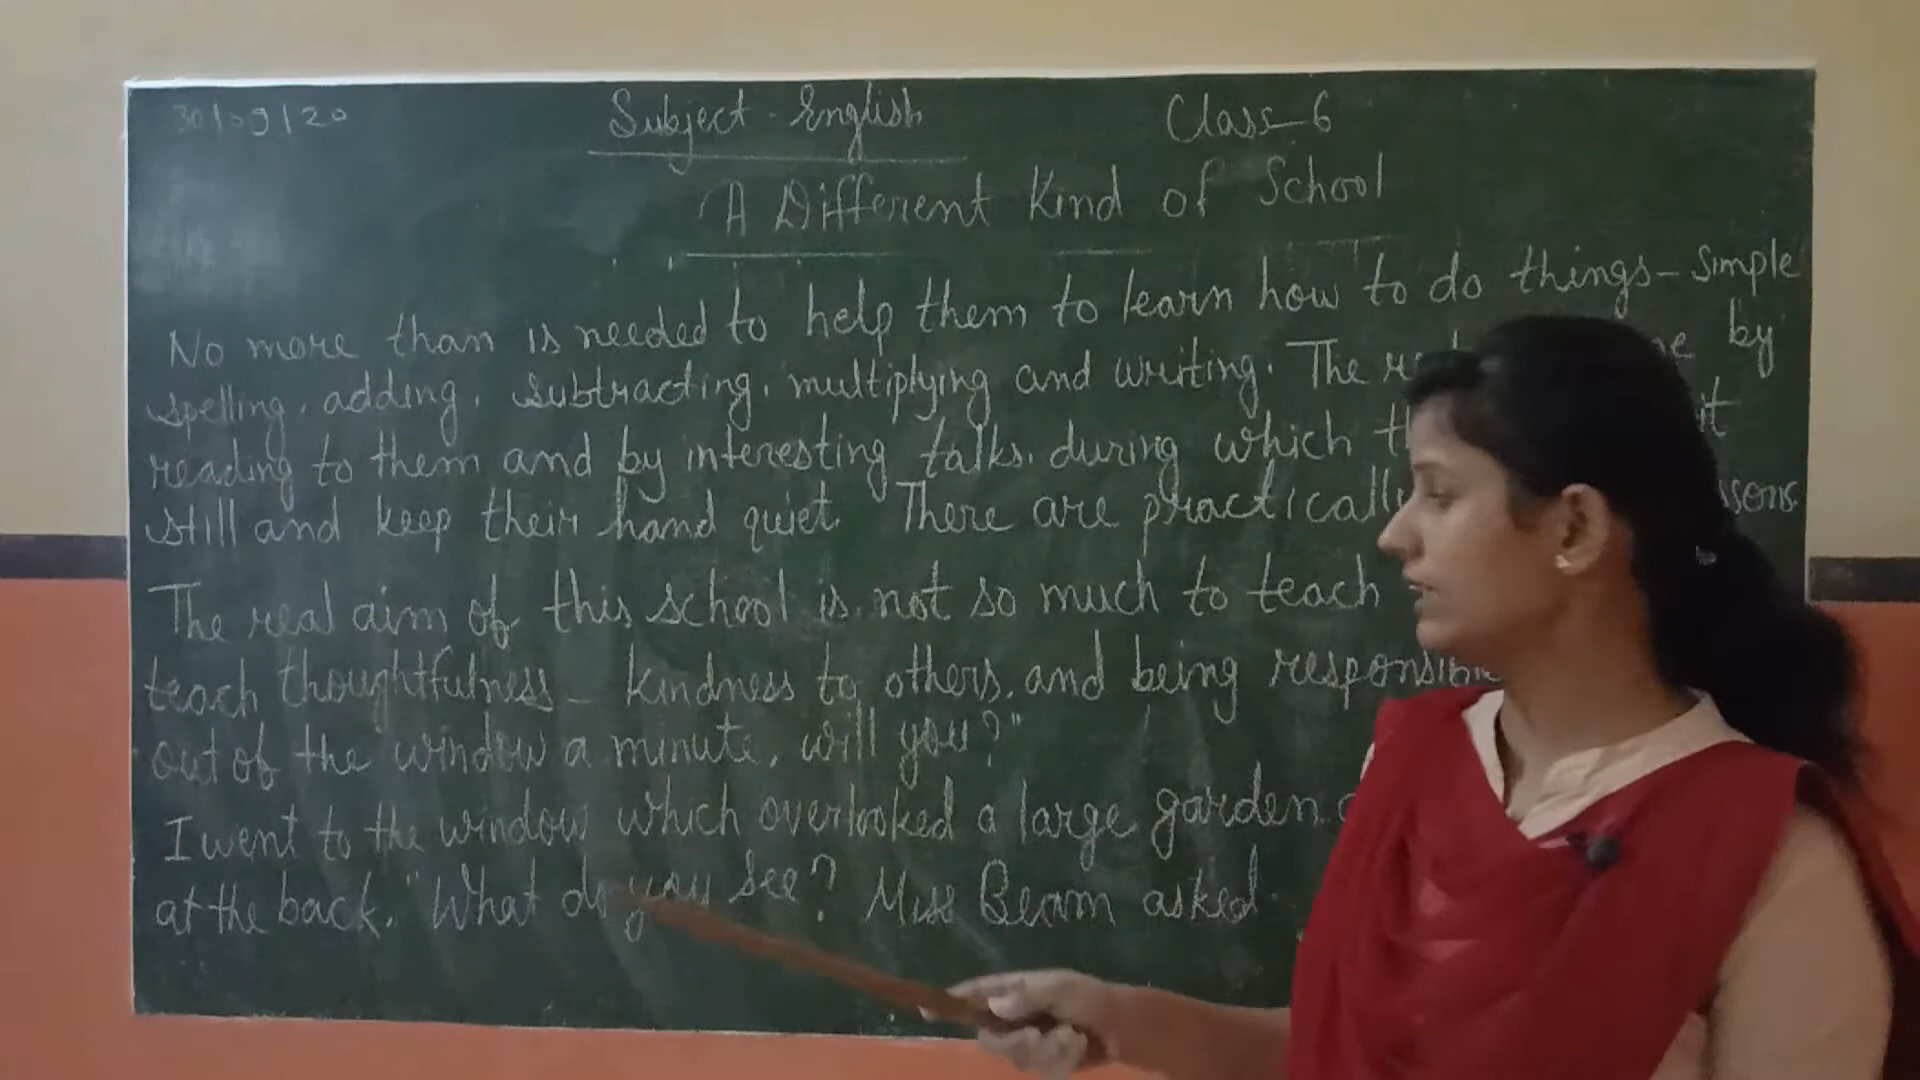 30/09/20
Subject - English
Class-6
A Different Kind of School
No more than is needed to help them to learn how to do things - Simple
spelling, adding, subtracting, multiplying and writing. The by
reading to them and by interesting talks, during which
still and keep their hand quiet. There are practically
The real aim of this school is not so much to teach
teach thoughtfulness - kindness to others, and being
out of the window a minute, will you?"
I went to the window which overlooked a large garden
at the back. "What do you see? Miss Beam asked.